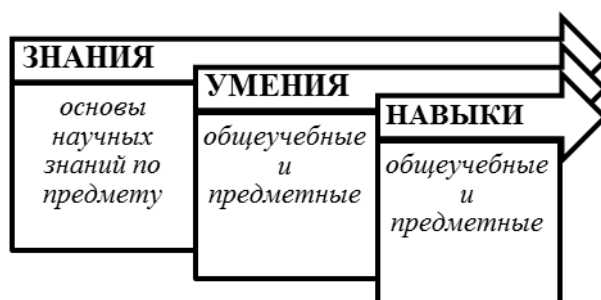 ЗНАНИЯ
основы
научных
знаний по
предмету
УМЕНИЯ
общеучебные
и
предметные
НАВЫКИ
общеучебные
и
предметные